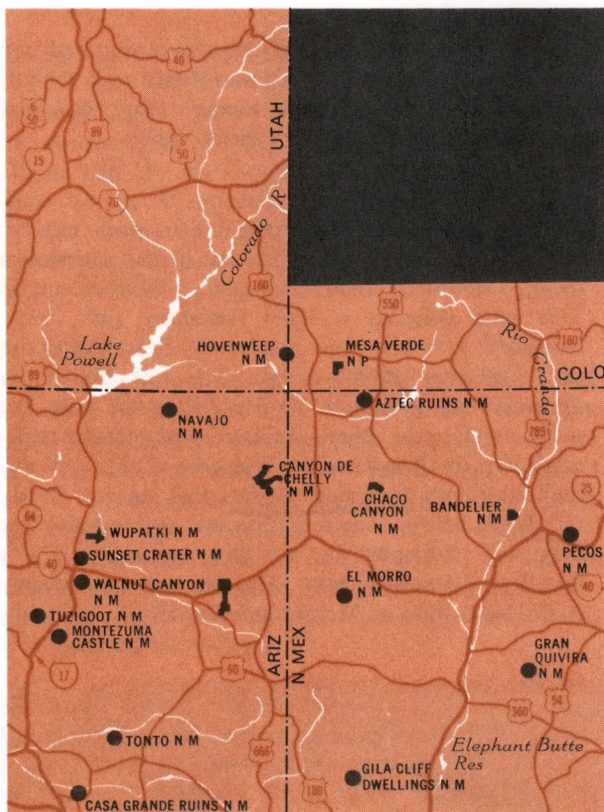 40
6
50
89
6
50
15
70
UTAH
Colorado R
160
550
Rio
Grande
160
Lake
Powell
HOVENWEEP
N M
MESA VERDE
N P
89
COLO
AZTEC RUINS N M
NAVAJO
N M
285
CANYON DE
CHELLY
N M
CHACO
CANYON
N M
BANDELIER
N M
25
64
WUPATKI N M
PECOS
N M
SUNSET CRATER N M
40
WALNUT CANYON
N M
EL MORRO
N M
40
TUZIGOOT N M
MONTEZUMA
CASTLE N M
ARIZ
N MEX
GRAN
QUIVIRA
N M
17
60
54
360
TONTO N M
666
Elephant Butte
Res
180
GILA CLIFF
DWELLINGS N M
CASA GRANDE RUINS N M